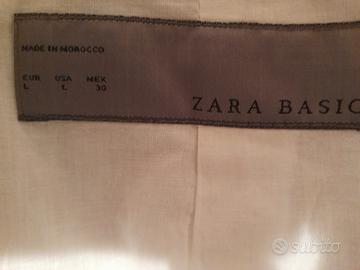 MADE IN MOROCCO
EUR USA MEX
L L 30
ZARA BASIC
subito